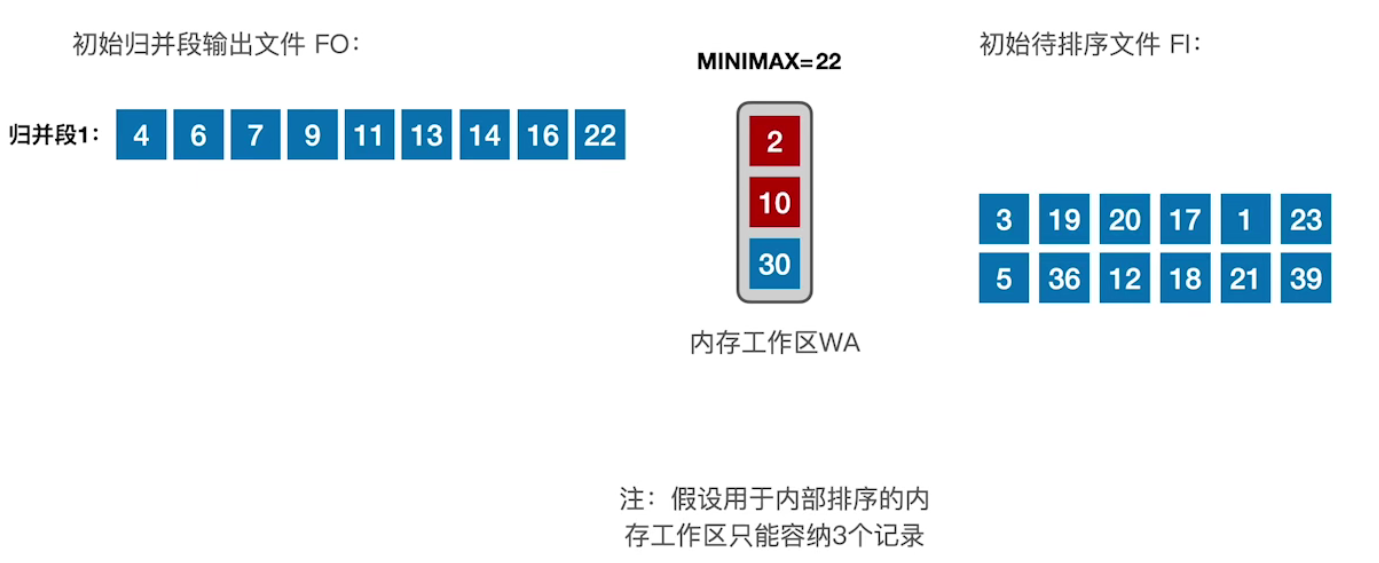 初始归并段输出文件 FO：
MINIMAX=22
初始待排序文件 FI：
归并段1： 4 6 7 9 11 13 14 16 22
2
10
30
3 19 20 17 1 23
5 36 12 18 21 39
内存工作区WA
注：假设用于内部排序的内
存工作区只能容纳3个记录